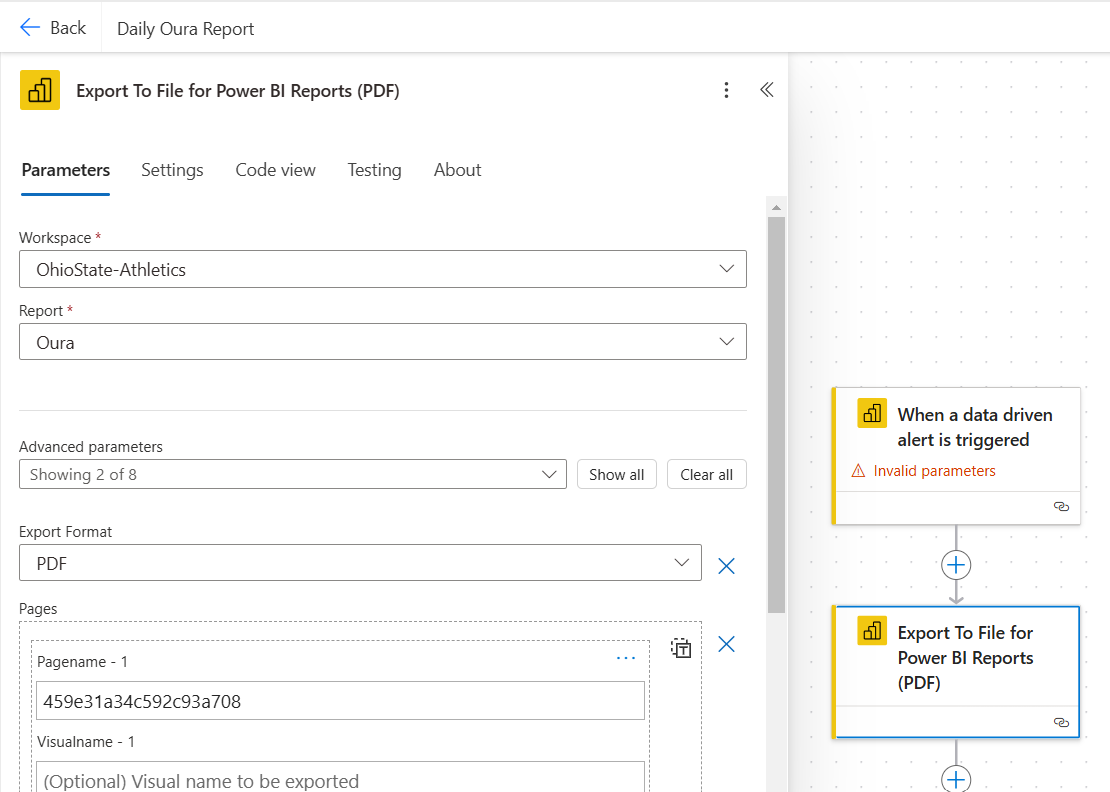 Back
Daily Oura Report
Export To File for Power BI Reports (PDF)
Parameters
Settings
Code view
Testing
About
Workspace *
OhioState-Athletics
Report *
Oura
Advanced parameters
Showing 2 of 8
Show all
Clear all
Export Format
PDF
Pages
Pagename - 1
459e31a34c592c93a708
Visualname - 1
(Optional) Visual name to be exported
When a data driven
alert is triggered
Invalid parameters
Export To File for
Power BI Reports
(PDF)